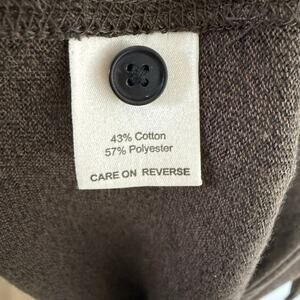 43% Cotton
57% Polyester
CARE ON REVERSE